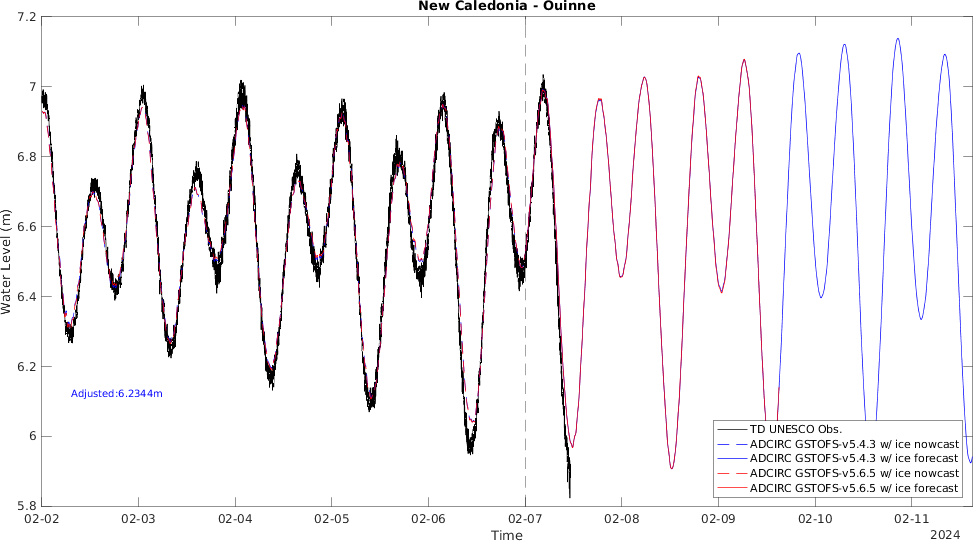 New Caledonia - Ouinne
7.2
7
6.8
6.6
6.4
6.2
6
5.8
Water Level (m)
Adjusted:6.2344m
TD UNESCO Obs.
ADCIRC GSTOFS-v5.4.3 w/ ice nowcast
ADCIRC GSTOFS-v5.4.3 w/ ice forecast
ADCIRC GSTOFS-v5.6.5 w/ ice nowcast
ADCIRC GSTOFS-v5.6.5 w/ ice forecast
02-02 02-03 02-04 02-05 02-06 02-07 02-08 02-09 02-10 02-11
Time
2024